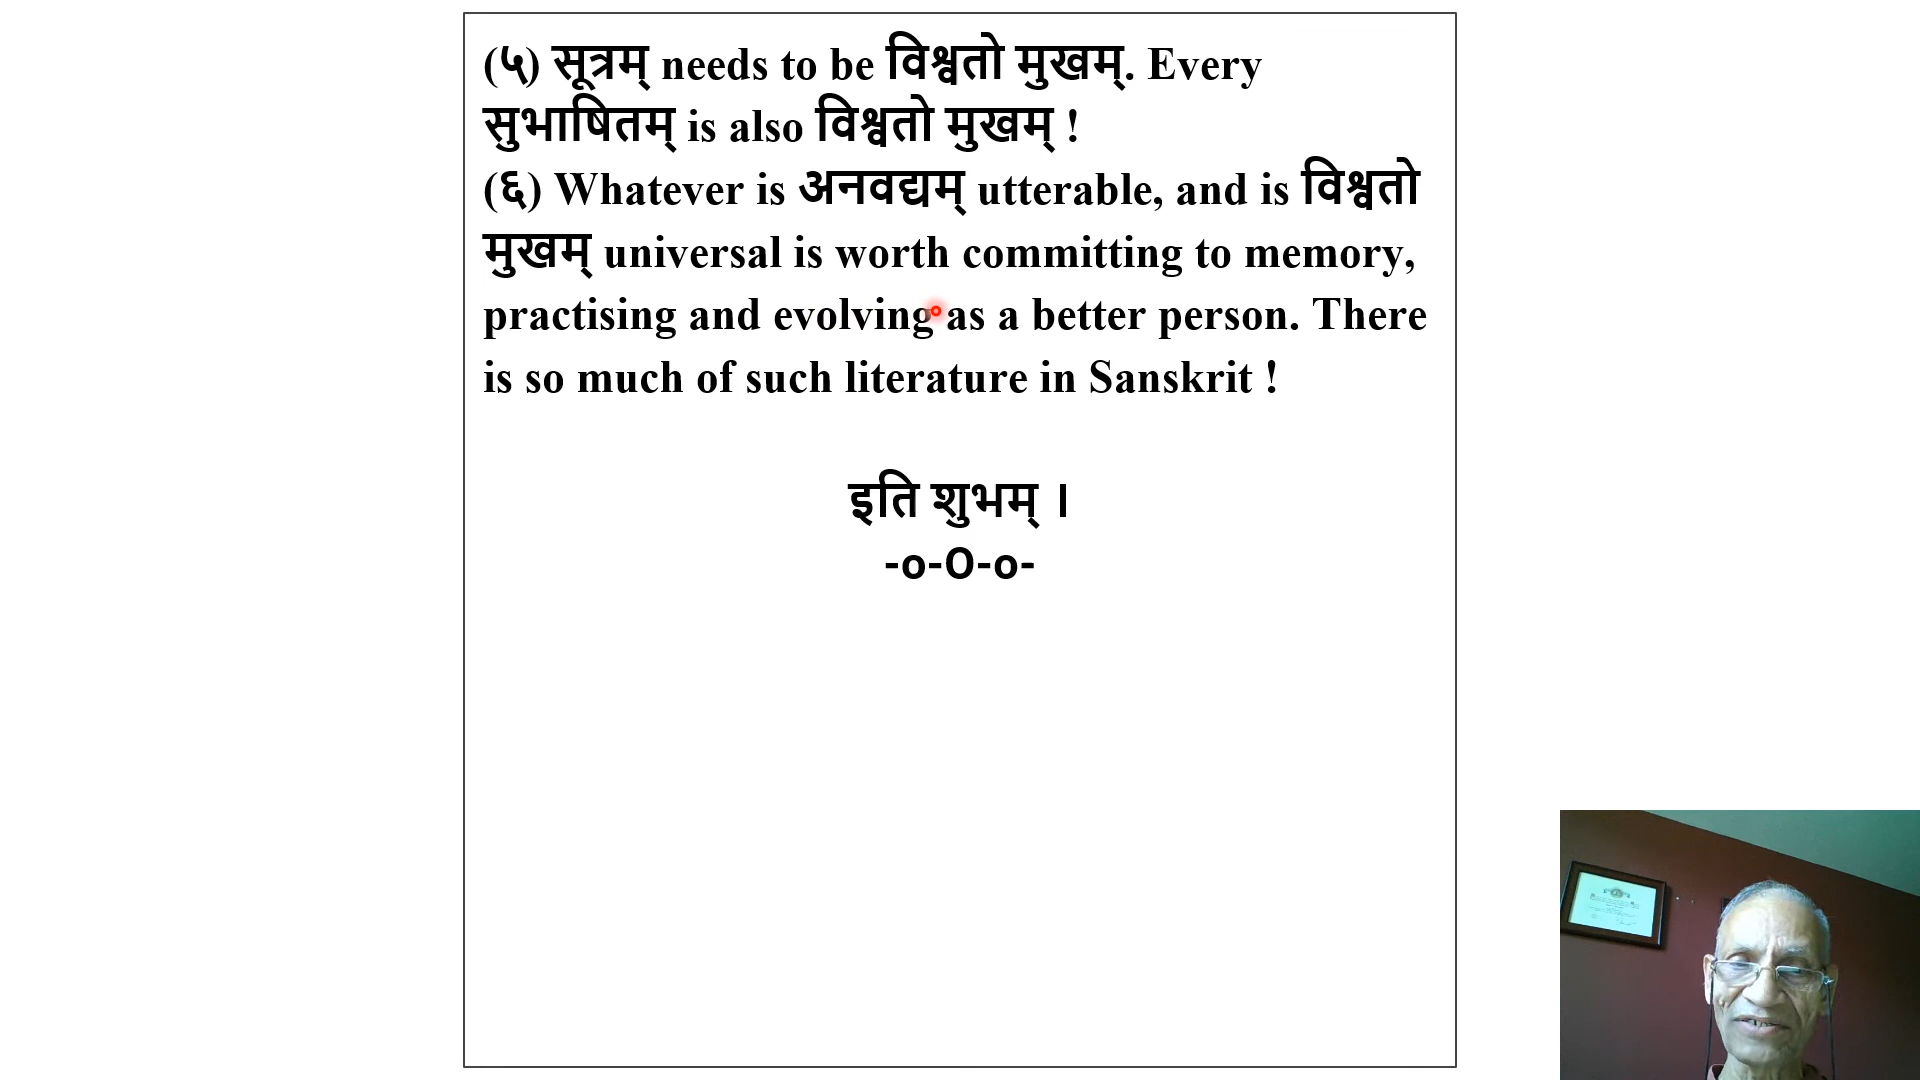 (५) सूत्रम् needs to be विश्वतो मुखम्. Every
सुभाषितम् is also विश्वतो मुखम् !
(६) Whatever is अनवद्यम् utterable, and is विश्वतो
मुखम् universal is worth committing to memory,
practising and evolving as a better person. There
is so much of such literature in Sanskrit !
इति शुभम् ।
-o-O-o-